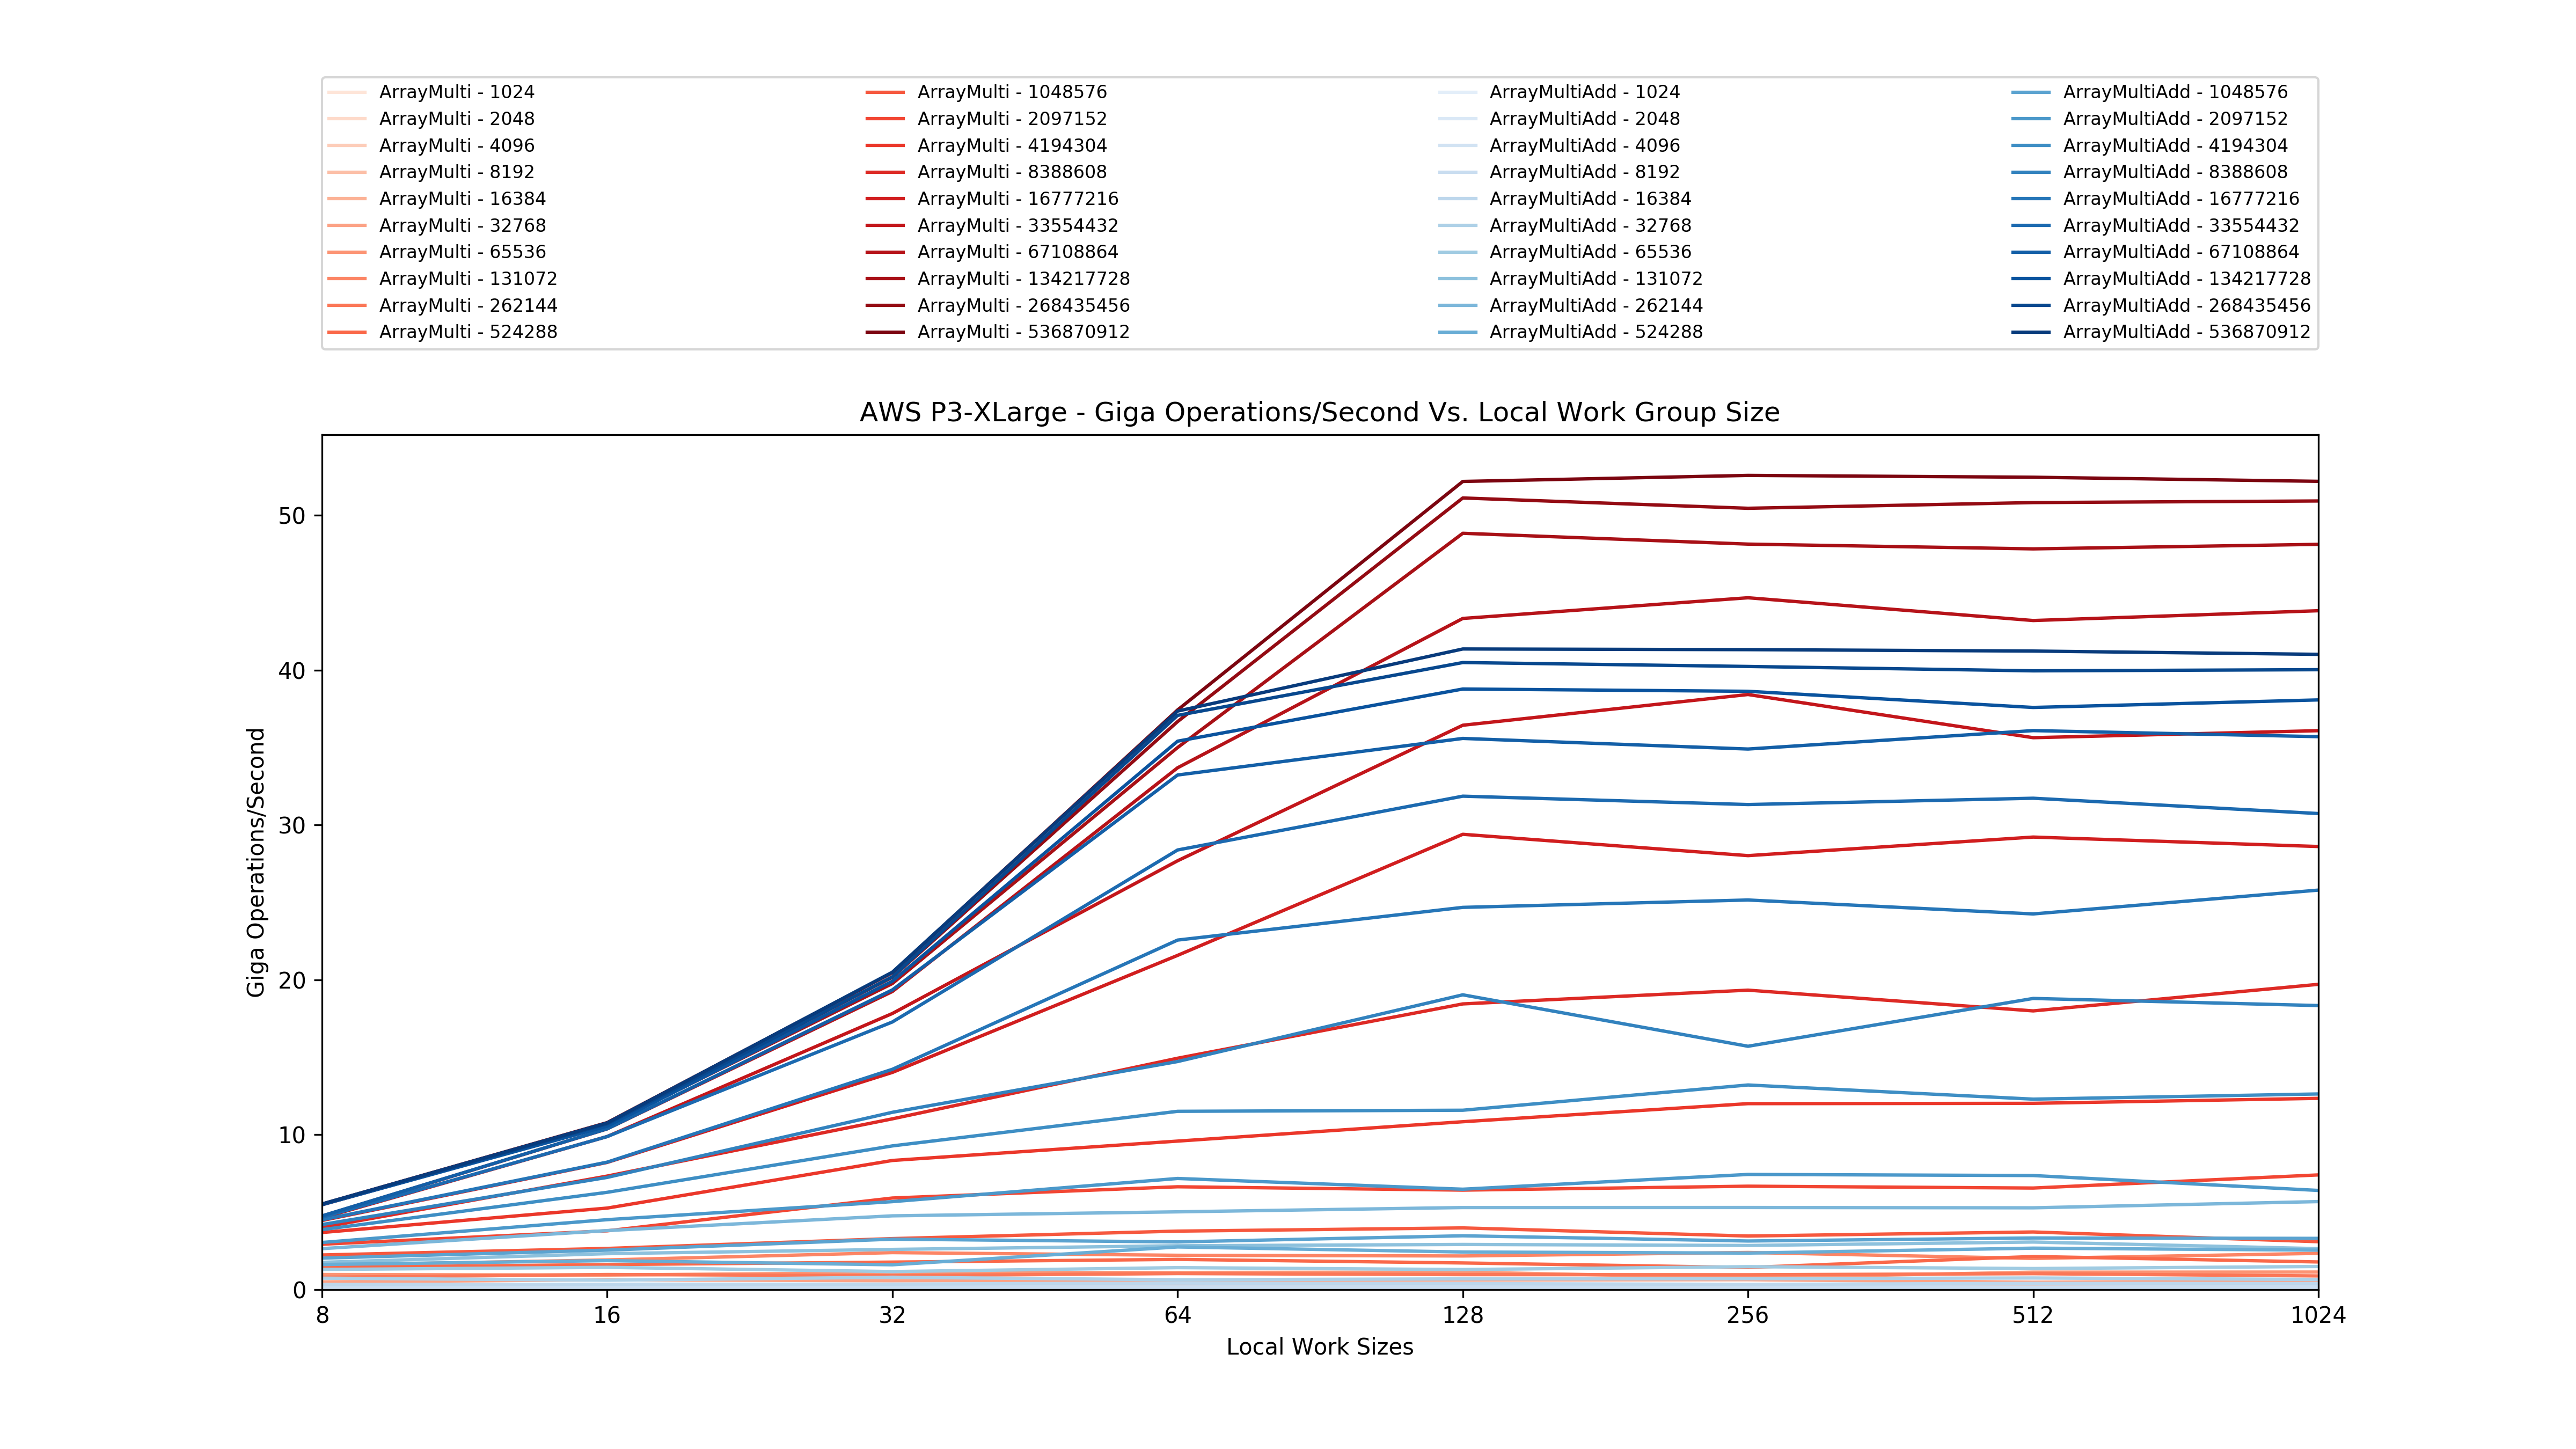 ArrayMulti - 1024
ArrayMulti - 2048
ArrayMulti - 4096
ArrayMulti - 8192
ArrayMulti - 16384
ArrayMulti - 32768
ArrayMulti - 65536
ArrayMulti - 131072
ArrayMulti - 262144
ArrayMulti - 524288
ArrayMulti - 1048576
ArrayMulti - 2097152
ArrayMulti - 4194304
ArrayMulti - 8388608
ArrayMulti - 16777216
ArrayMulti - 33554432
ArrayMulti - 67108864
ArrayMulti - 134217728
ArrayMulti - 268435456
ArrayMulti - 536870912
ArrayMultiAdd - 1024
ArrayMultiAdd - 2048
ArrayMultiAdd - 4096
ArrayMultiAdd - 8192
ArrayMultiAdd - 16384
ArrayMultiAdd - 32768
ArrayMultiAdd - 65536
ArrayMultiAdd - 131072
ArrayMultiAdd - 262144
ArrayMultiAdd - 524288
ArrayMultiAdd - 1048576
ArrayMultiAdd - 2097152
ArrayMultiAdd - 4194304
ArrayMultiAdd - 8388608
ArrayMultiAdd - 16777216
ArrayMultiAdd - 33554432
ArrayMultiAdd - 67108864
ArrayMultiAdd - 134217728
ArrayMultiAdd - 268435456
ArrayMultiAdd - 536870912
AWS P3-XLarge - Giga Operations/Second Vs. Local Work Group Size
Giga Operations/Second
50
40
30
20
10
0
8 16 32 64 128 256 512 1024
Local Work Sizes